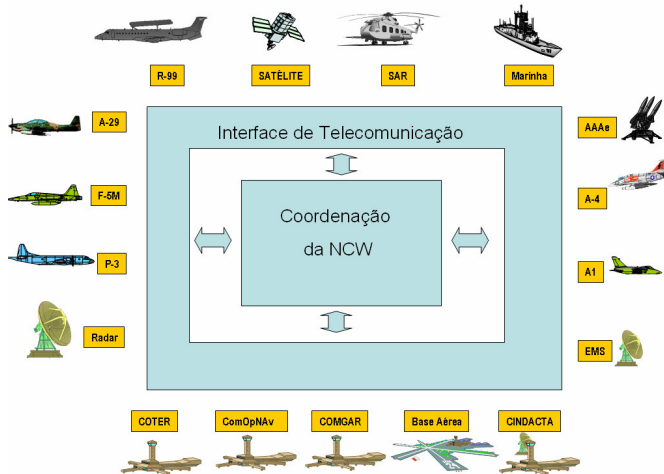 R-99
SATÉLITE
SAR
Marinha
A-29
F-5M
P-3
Radar
Interface de Telecomunicação
Coordenação
da NCW
AAAe
A-4
A1
EMS
COTER
ComOpNAv
COMGAR
Base Aérea
CINDACTA